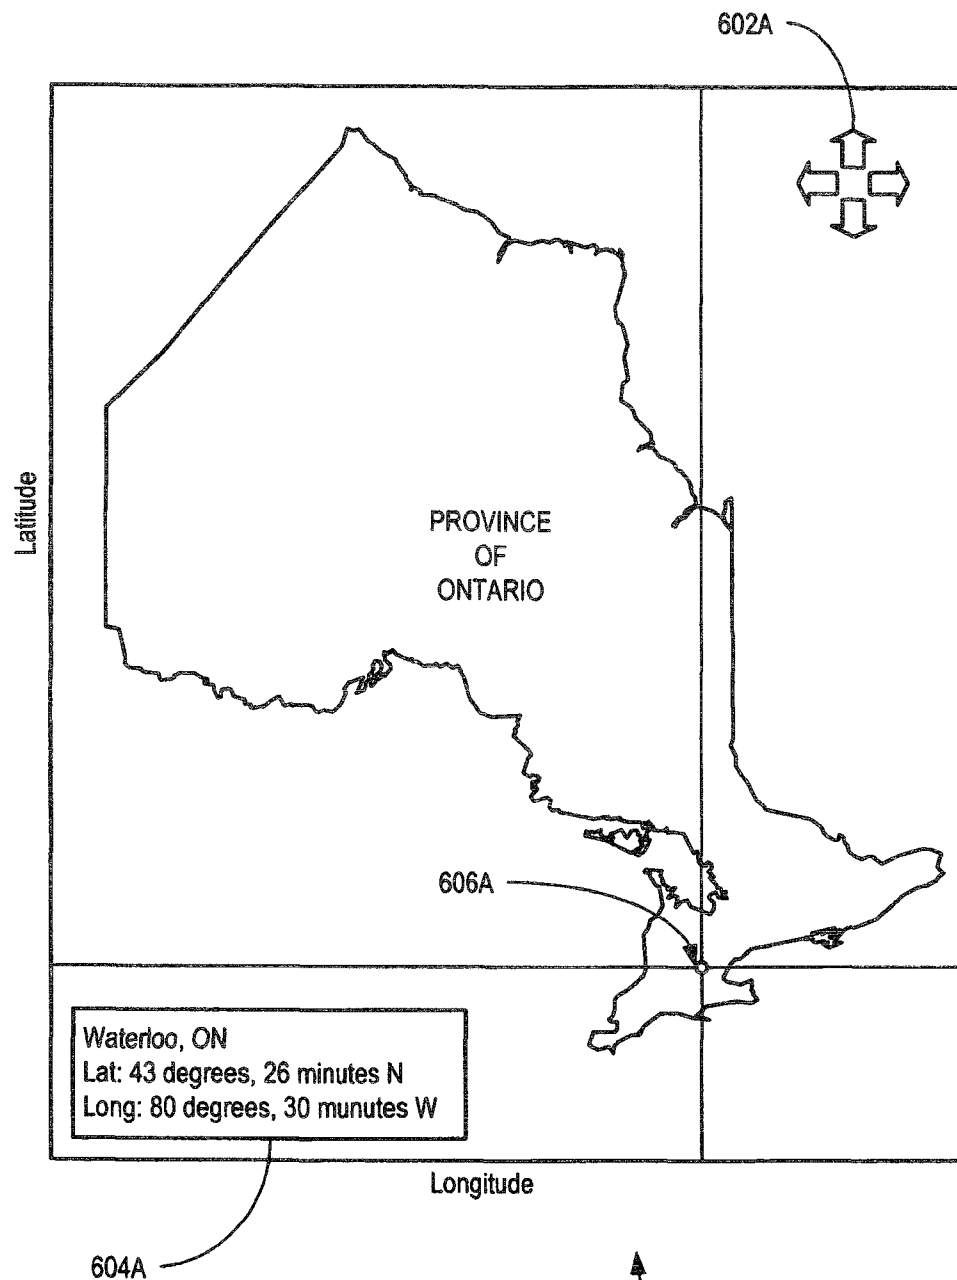 602A
Latitude
PROVINCE
OF
ONTARIO
606A
Waterloo, ON
Lat: 43 degrees, 26 minutes N
Long: 80 degrees, 30 munutes W
Longitude
604A